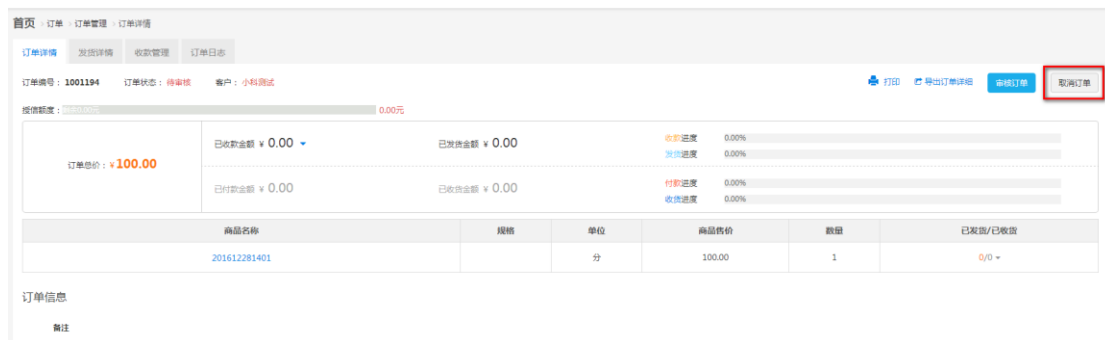 首页 › 订单 › 订单管理 › 订单详情
订单详情 发货详情 收款管理 订单日志
订单编号：1001194 订单状态：待审核 客户：小科测试 打印 导出订单详细 审核订单 取消订单
授信额度： 0.00元
订单总价：¥100.00
已收款金额 ¥ 0.00 已发货金额 ¥ 0.00
收款进度 0.00%
发货进度 0.00%
已付款金额 ¥ 0.00 已收货金额 ¥ 0.00
付款进度 0.00%
收货进度 0.00%
商品名称 规格 单位 商品售价 数量 已发货/已收货
201612281401 分 100.00 1 0/0
订单信息
备注